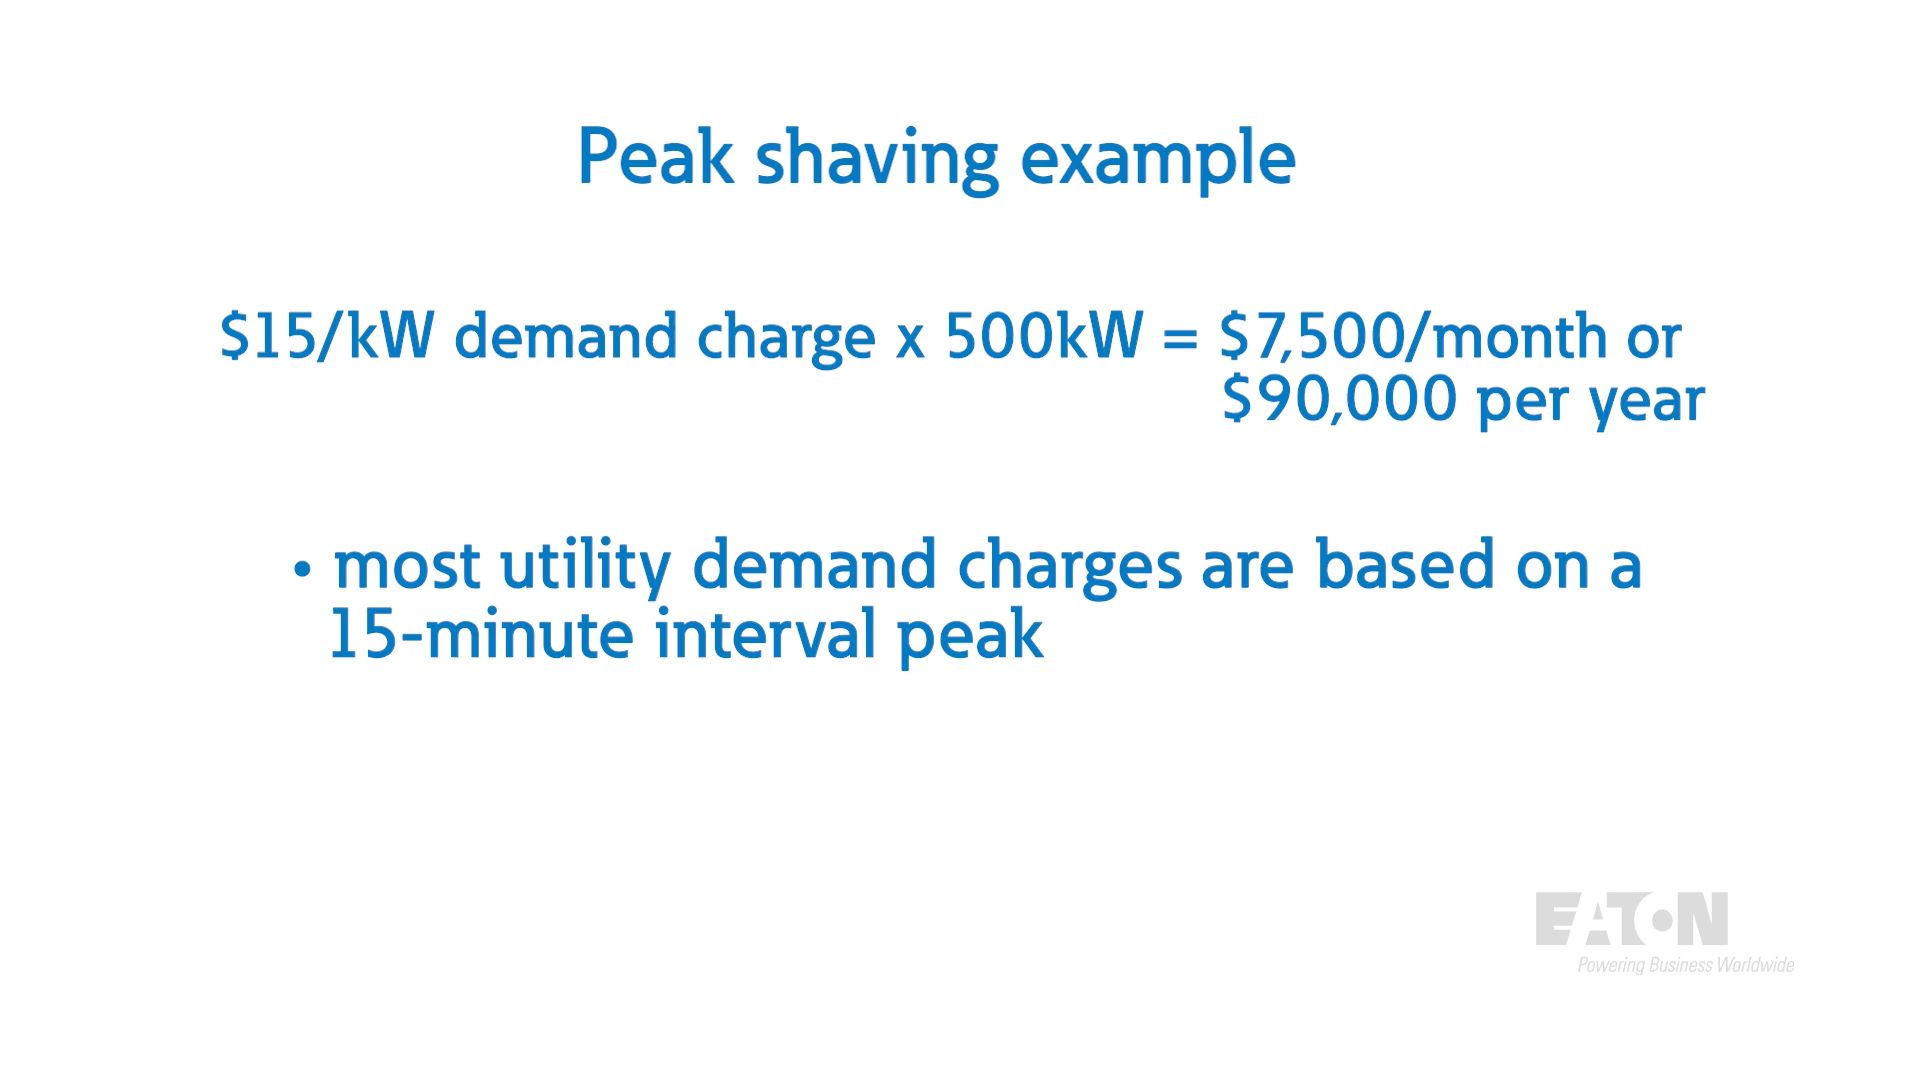 Peak shaving example
$15/kW demand charge x 500kW = $7,500/month or
$90,000 per year
• most utility demand charges are based on a
15-minute interval peak
EATON
Powering Business Worldwide